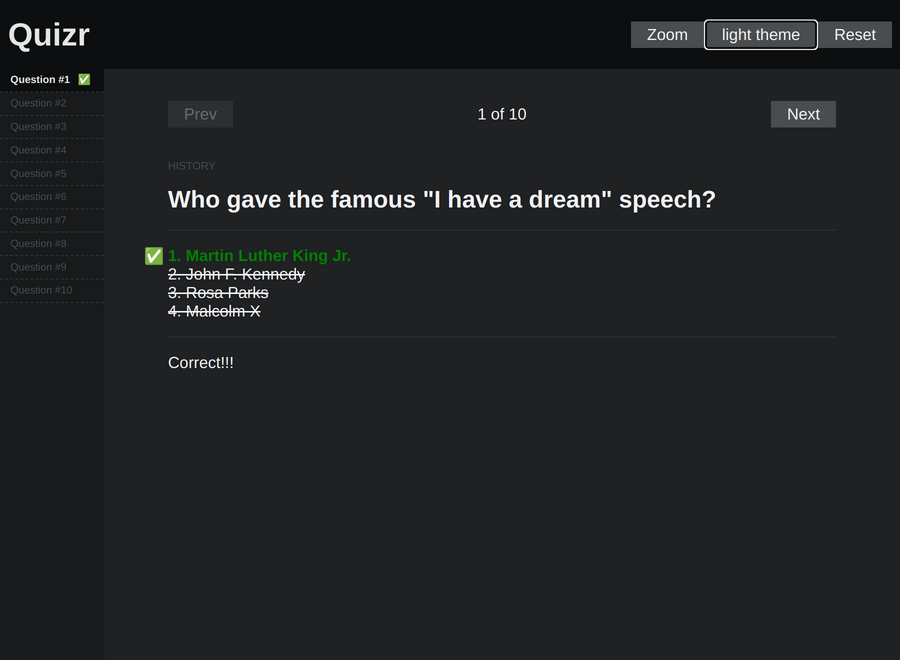 Quizr
Zoom
light theme
Reset
Question #1
Question #2
Question #3
Question #4
Question #5
Question #6
Question #7
Question #8
Question #9
Question #10
Prev
1 of 10
Next
HISTORY
Who gave the famous "I have a dream" speech?
1. Martin Luther King Jr.
2. John F. Kennedy
3. Rosa Parks
4. Malcolm X
Correct!!!